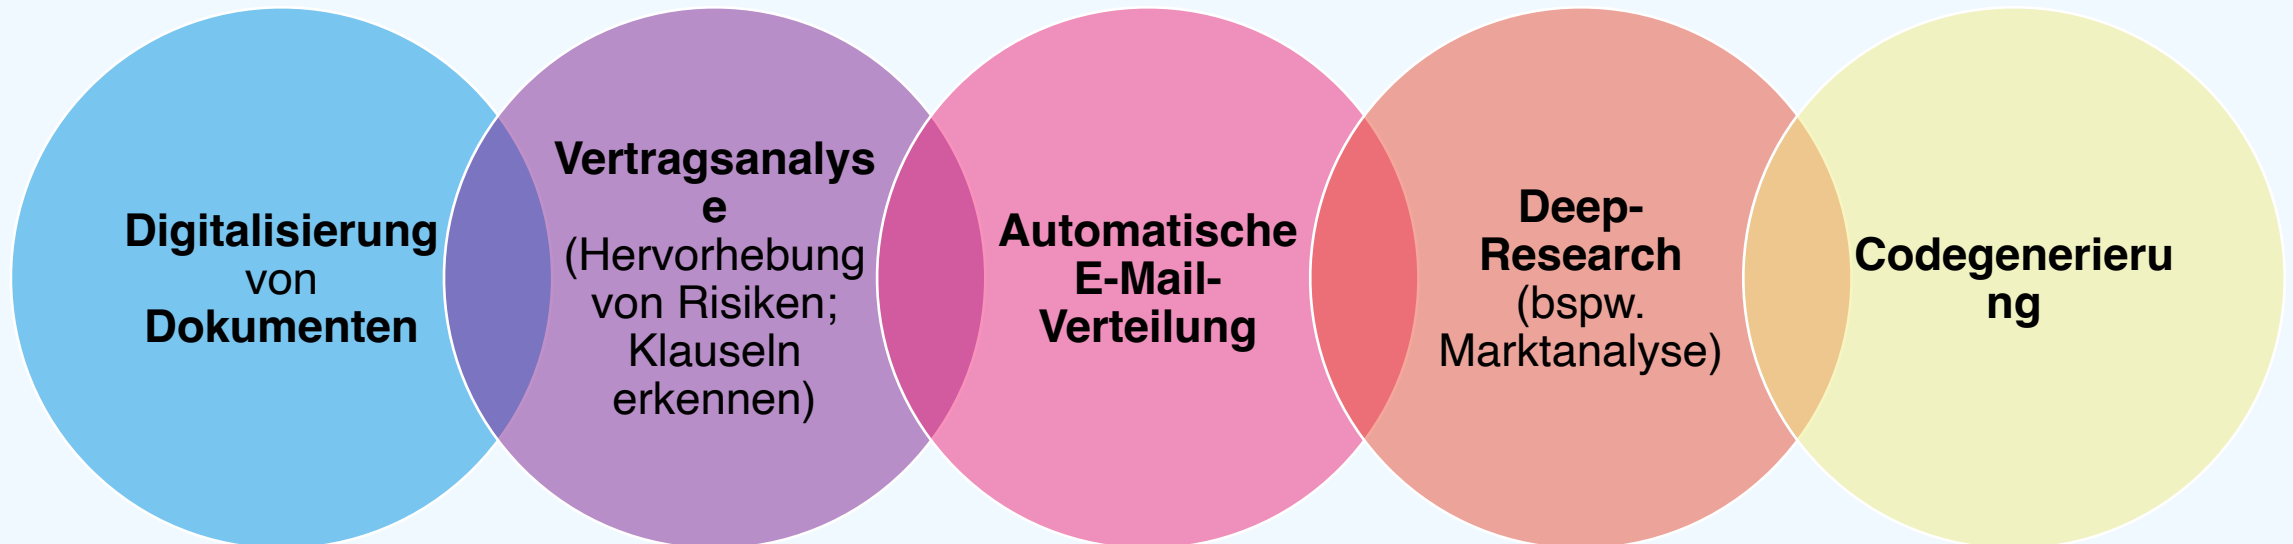 Digitalisierung
von
Dokumenten
Vertragsanalys
e
(Hervorhebung
von Risiken;
Klauseln
erkennen)
Automatische
E-Mail-
Verteilung
Deep-
Research
(bspw.
Marktanalyse)
Codegenerieru
ng